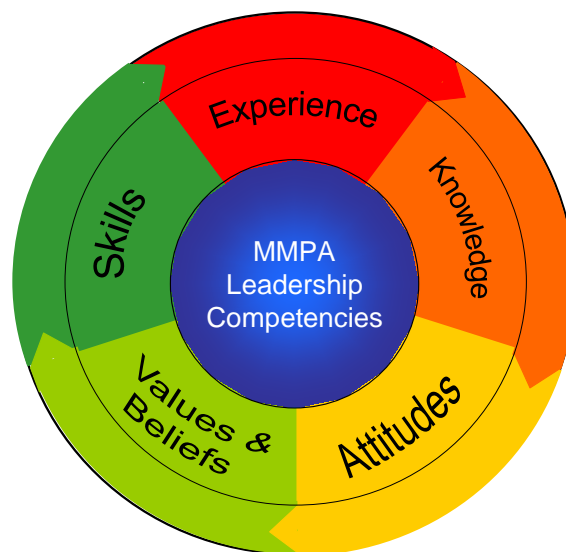 Experience
Knowledge
Attitudes
Values &
Beliefs
Skills
MMPA
Leadership
Competencies